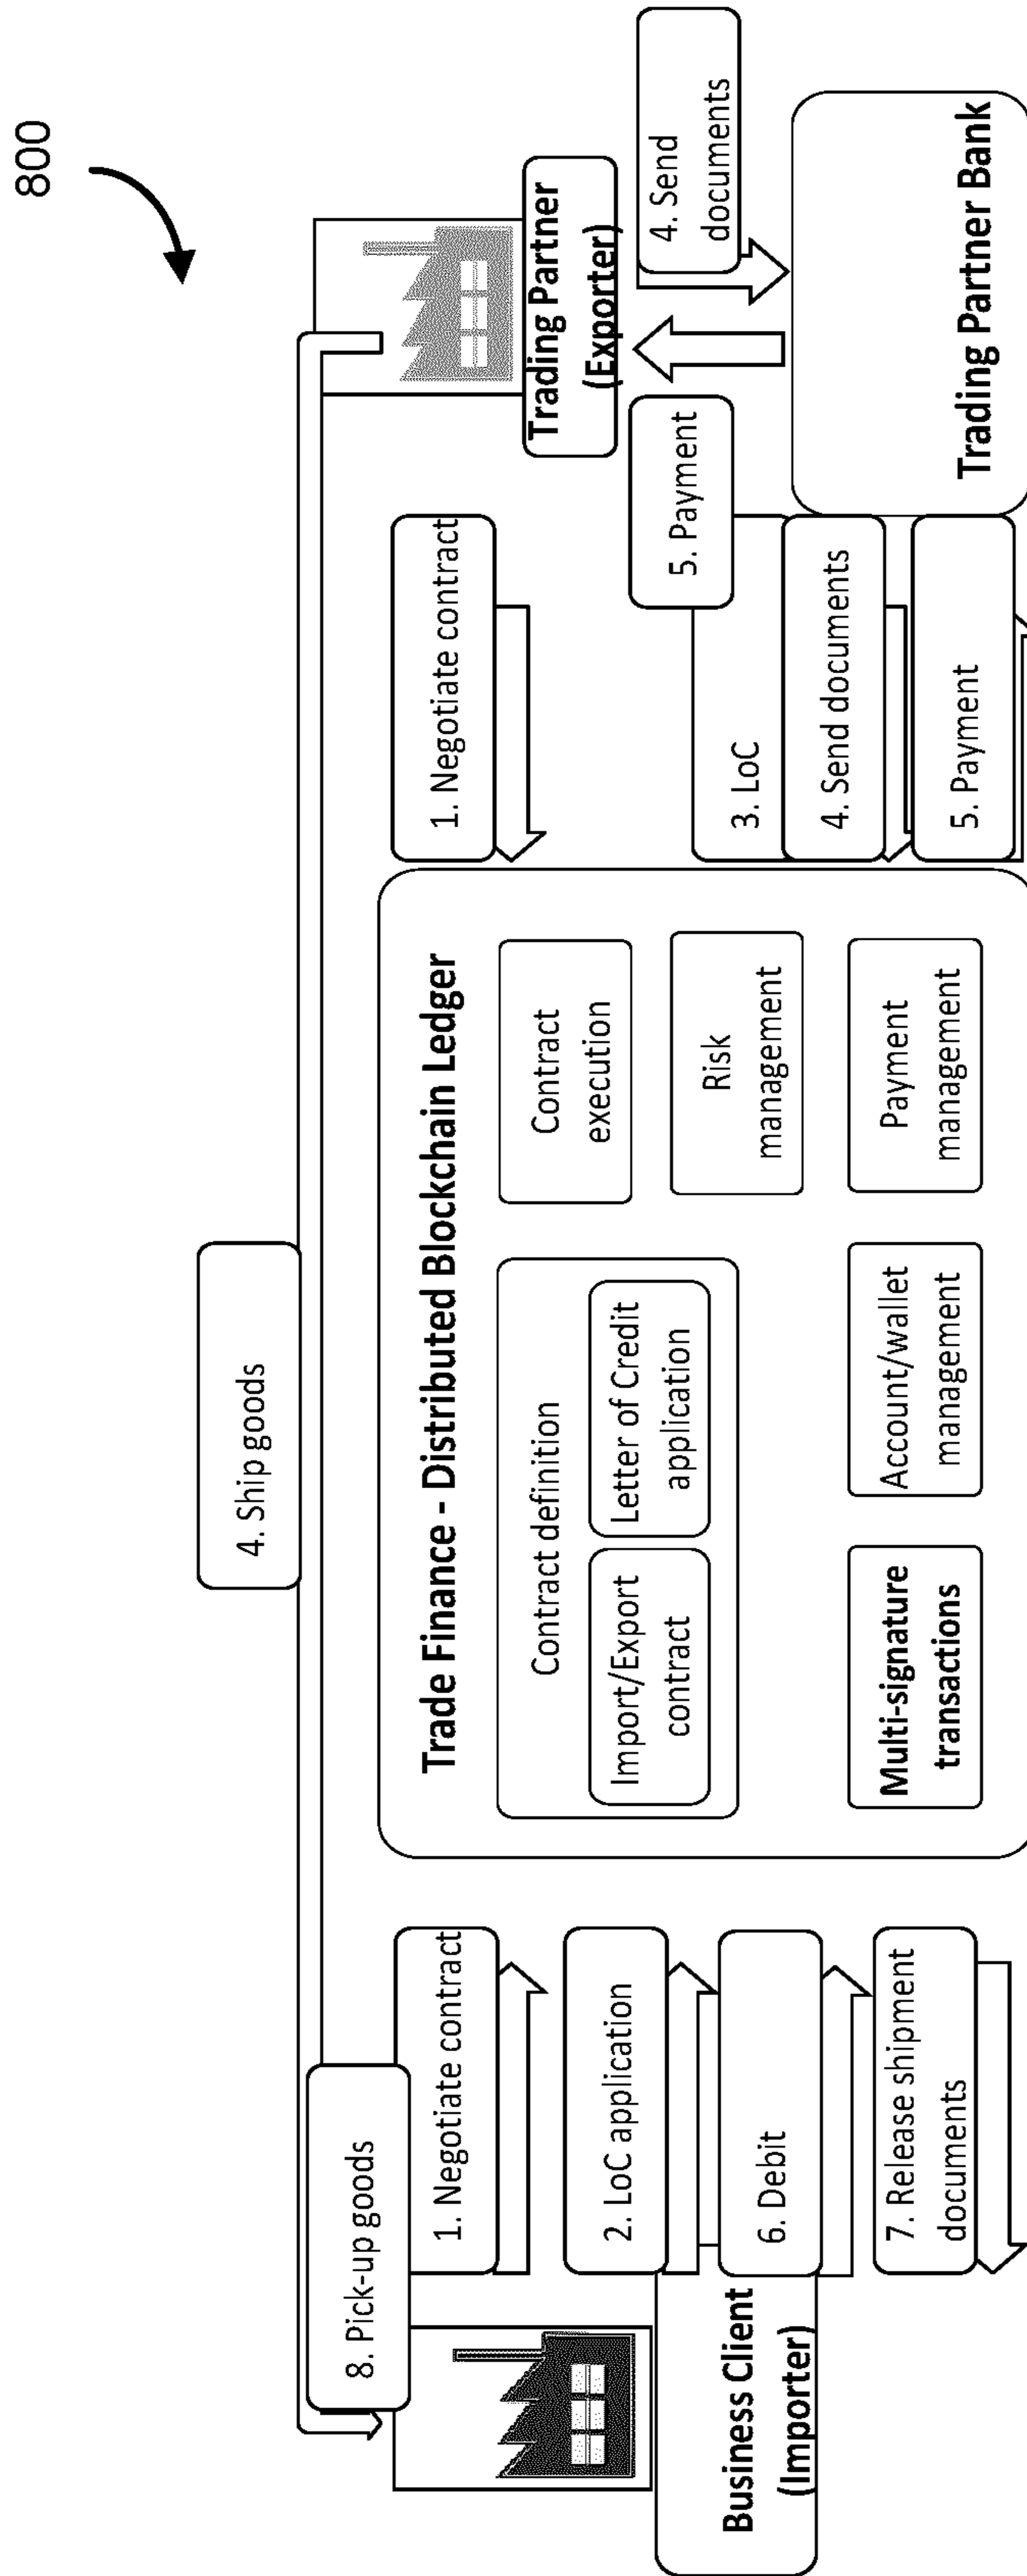 800
4. Ship goods
8. Pick-up goods
1. Negotiate contract
2. LoC application
Business Client
(Importer)
6. Debit
7. Release shipment
documents
Trade Finance - Distributed Blockchain Ledger
Contract definition
Import/Export
contract
Letter of Credit
application
Contract
execution
Risk
management
Multi-signature
transactions
Account/wallet
management
Payment
management
1. Negotiate contract
Trading Partner
(Exporter)
5. Payment
4. Send
documents
3. LoC
4. Send documents
5. Payment
Trading Partner Bank